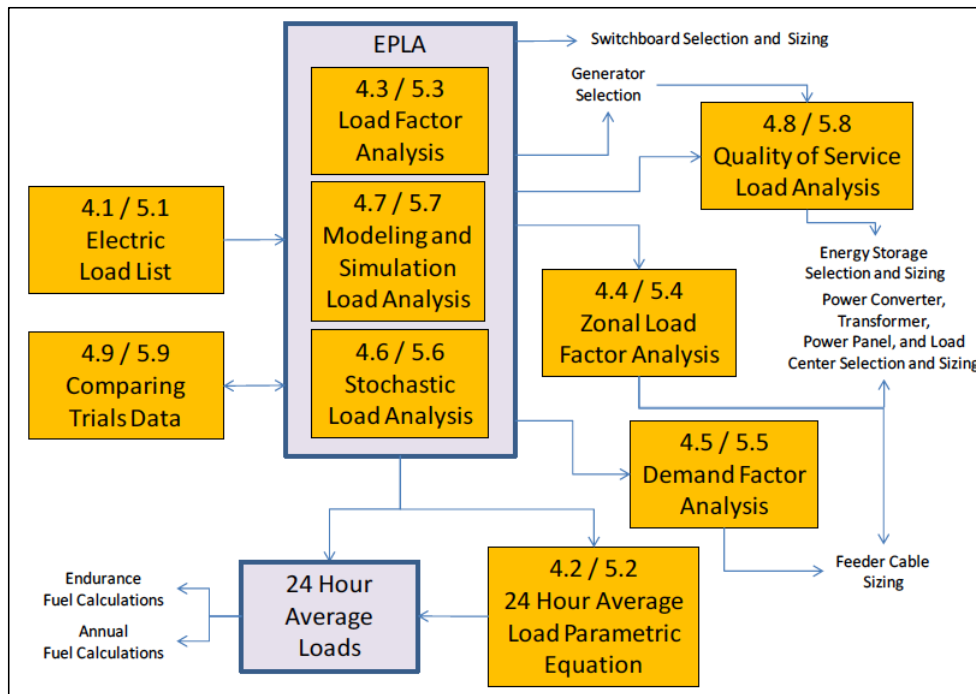 EPLA
Switchboard Selection and Sizing
4.3 / 5.3
Load Factor
Analysis
Generator
Selection
4.8 / 5.8
Quality of Service
Load Analysis
4.1 / 5.1
Electric
Load List
4.7 / 5.7
Modeling and
Simulation
Load Analysis
4.4 / 5.4
Zonal Load
Factor Analysis
Energy Storage
Selection and Sizing
Power Converter,
Transformer,
Power Panel, and Load
Center Selection and Sizing
4.9 / 5.9
Comparing
Trials Data
4.6 / 5.6
Stochastic
Load Analysis
4.5 / 5.5
Demand Factor
Analysis
Endurance
Fuel Calculations
Annual
Fuel Calculations
24 Hour
Average
Loads
4.2 / 5.2
24 Hour Average
Load Parametric
Equation
Feeder Cable
Sizing